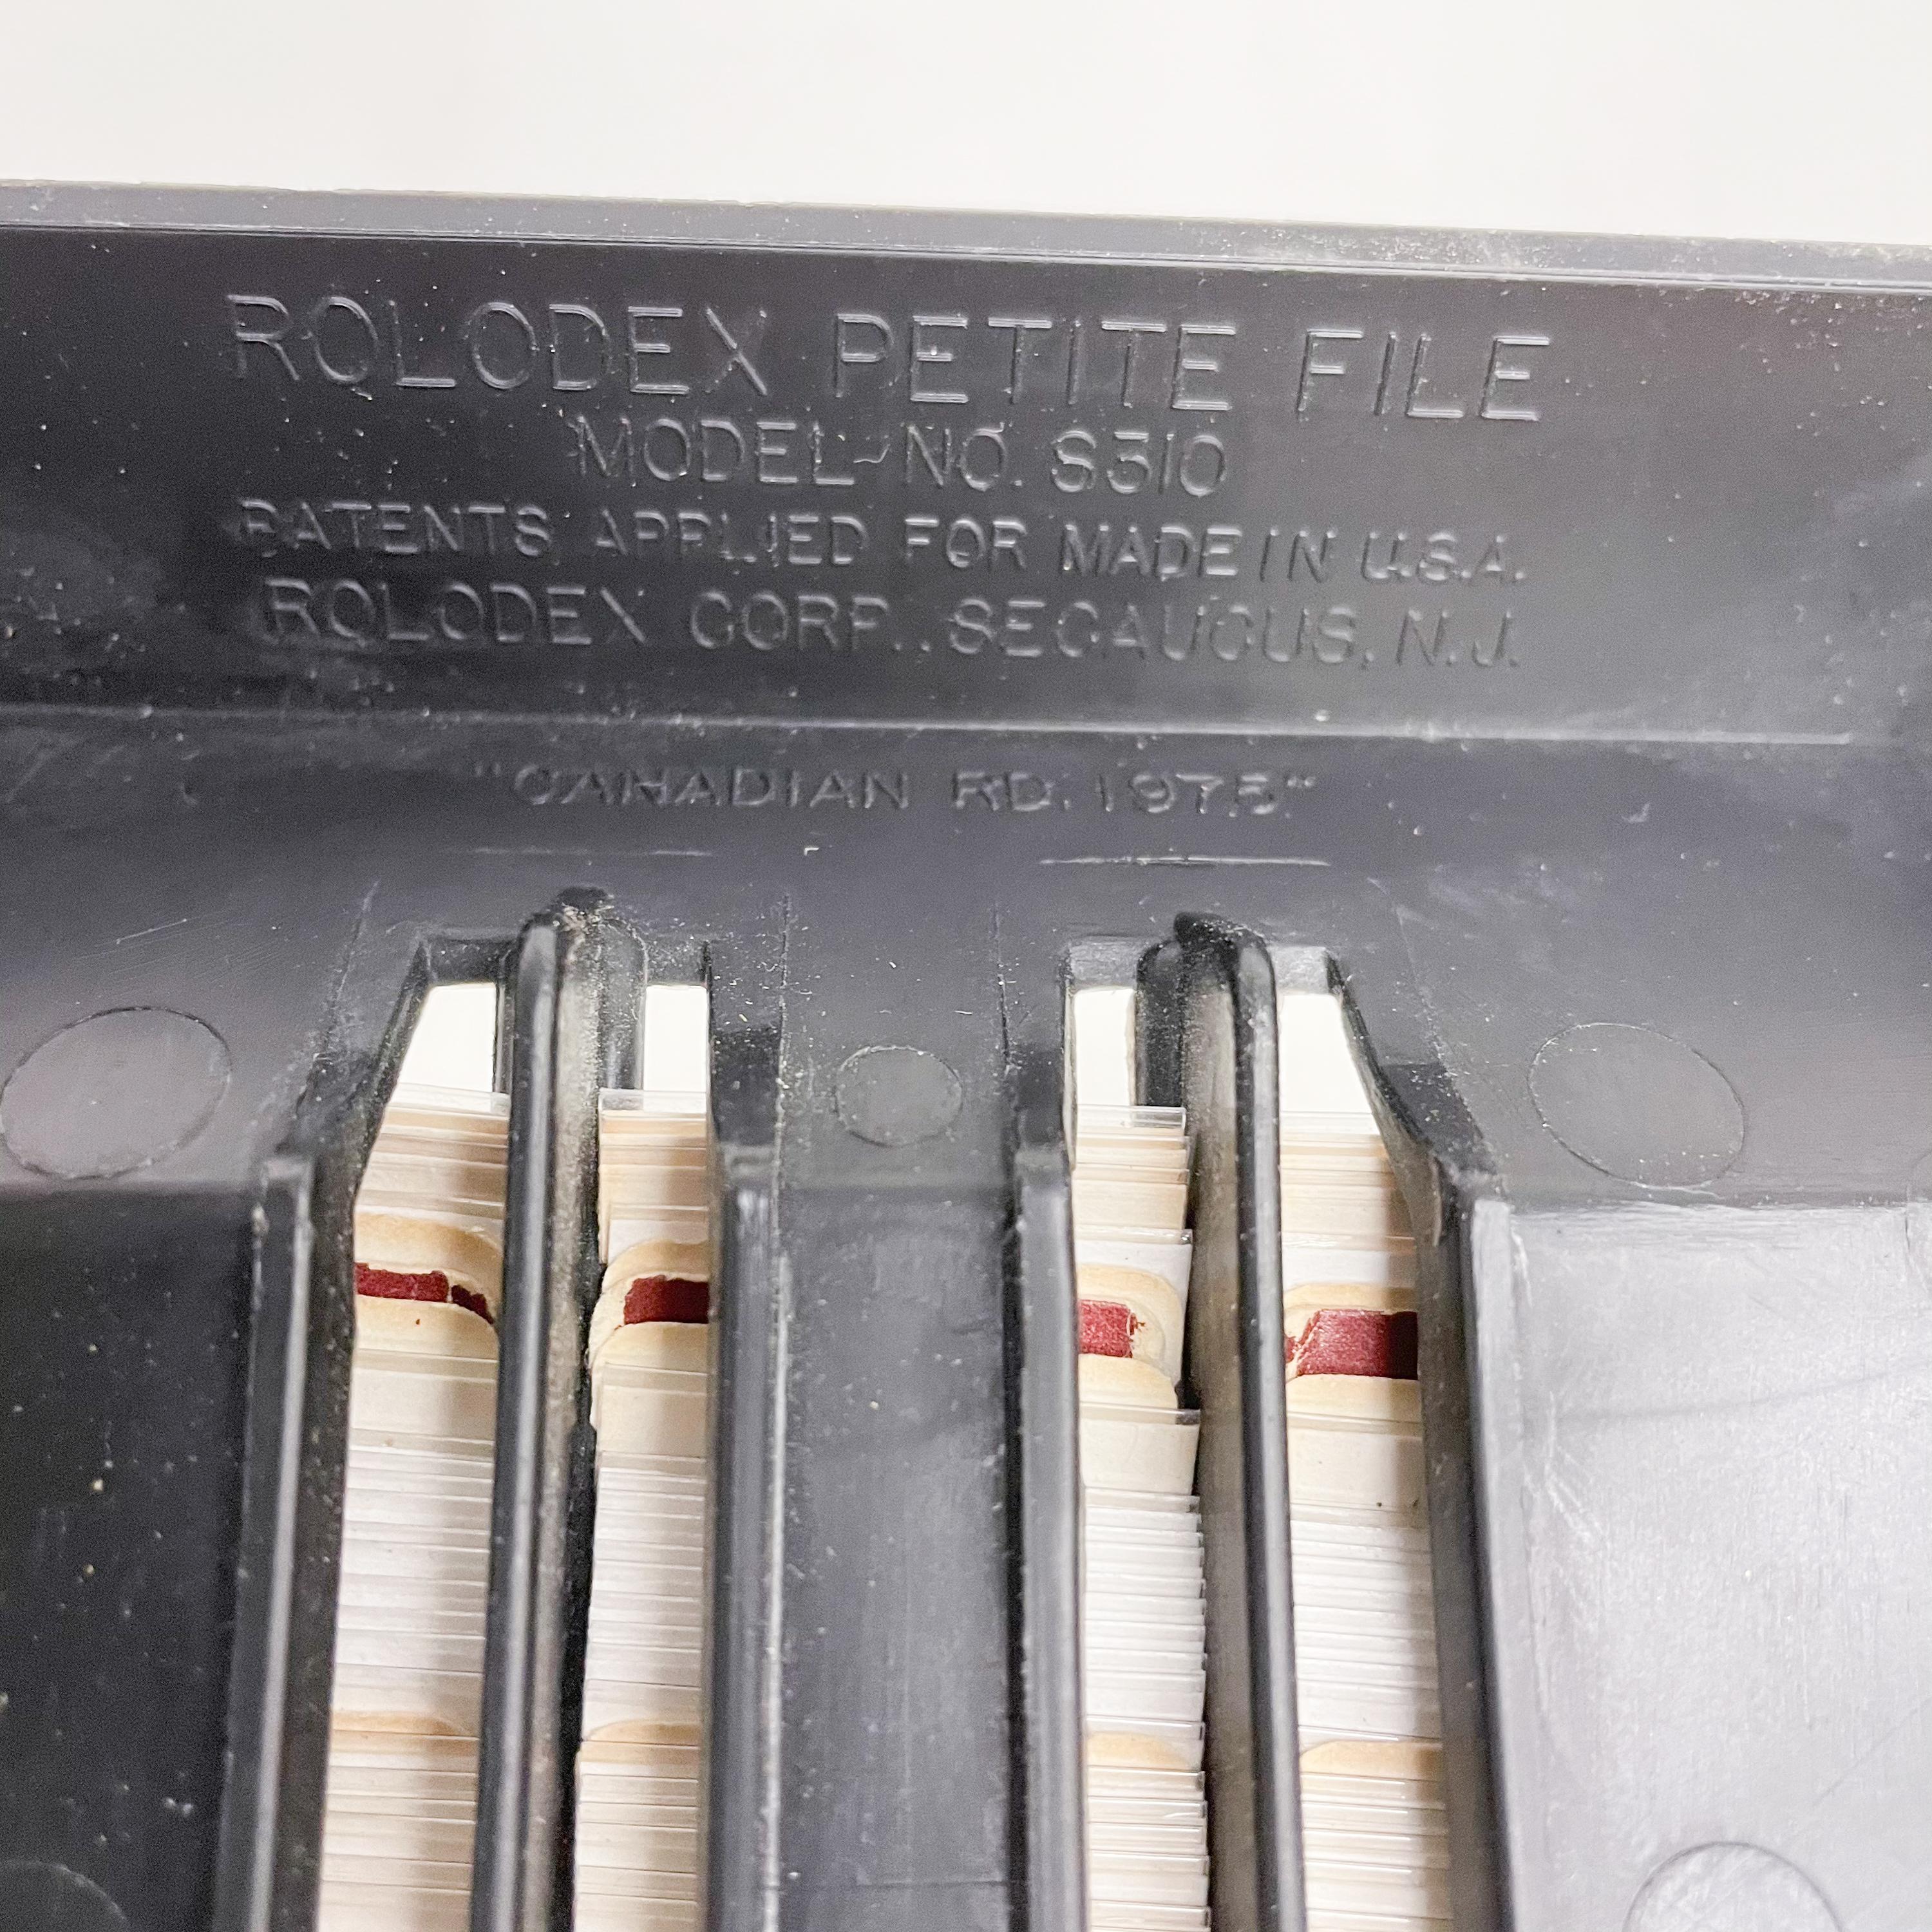 ROLODEX PETITE FILE
MODEL NO. S310
PATENTS APPLIED FOR MADE IN U.S.A.
ROLODEX CORP., SECAUCUS, N.J.
"CANADIAN RD. 1975"